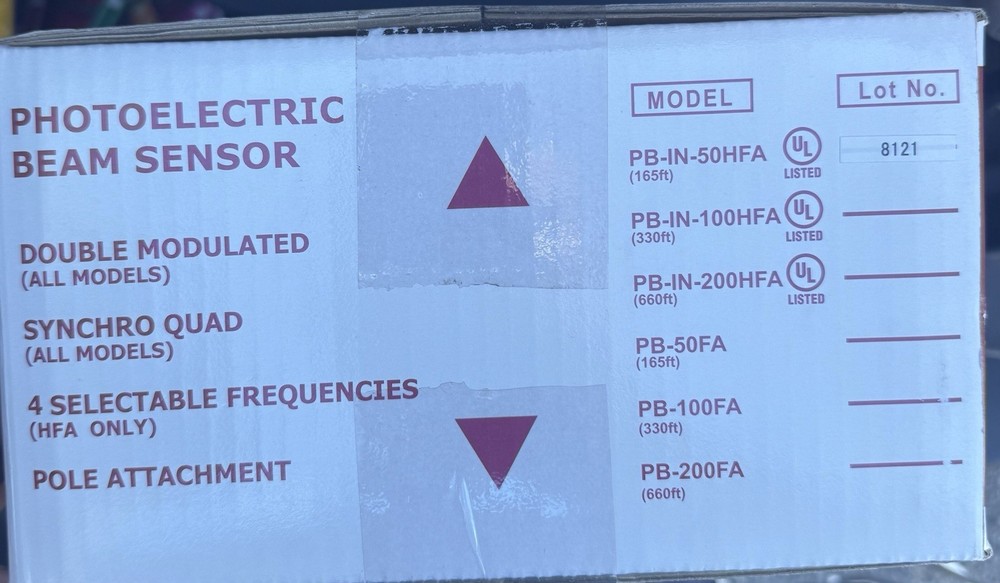 PHOTOELECTRIC
BEAM SENSOR
DOUBLE MODULATED
(ALL MODELS)
SYNCHRO QUAD
(ALL MODELS)
4 SELECTABLE FREQUENCIES
(HFA ONLY)
POLE ATTACHMENT
MODEL
Lot No.
PB-IN-50HFA UL LISTED 8121
(165ft)
PB-IN-100HFA UL LISTED
(330ft)
PB-IN-200HFA UL LISTED
(660ft)
PB-50FA
(165ft)
PB-100FA
(330ft)
PB-200FA
(660ft)